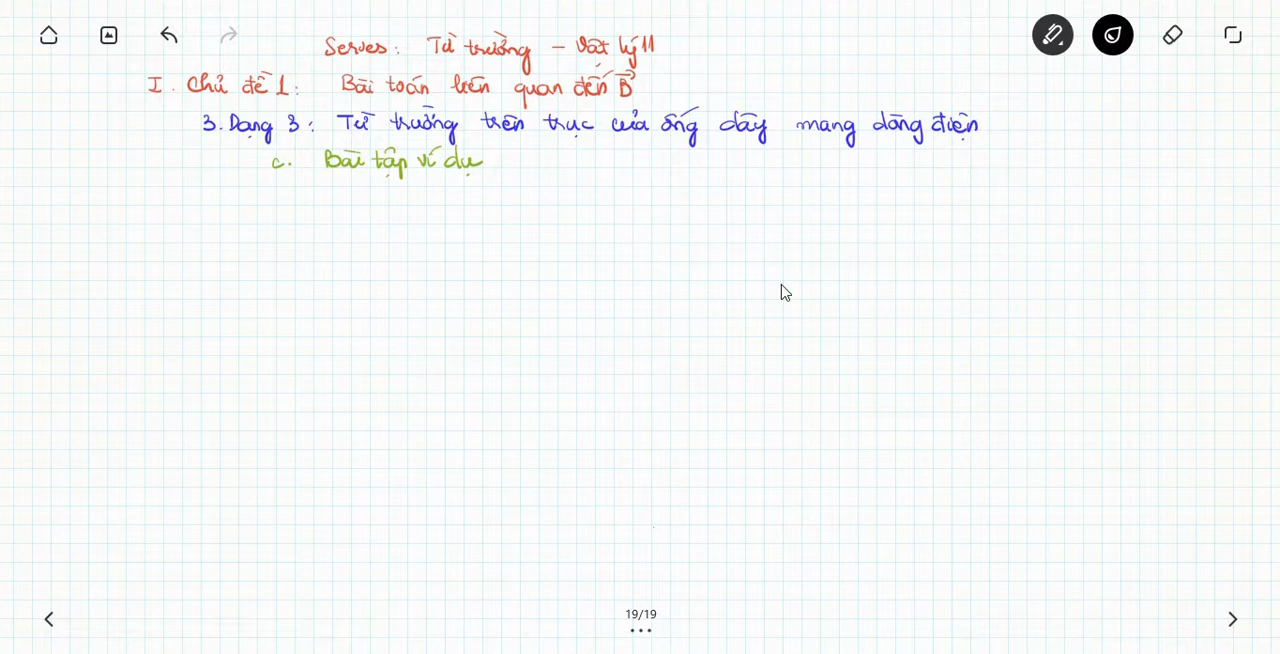 Series: Từ trường - Vật lý 11
I. Chủ đề 1: Bài toán liên quan đến B⃗
3. Dạng 3: Từ trường trên trục của ống dây mang dòng điện
c. Bài tập ví dụ
19/19